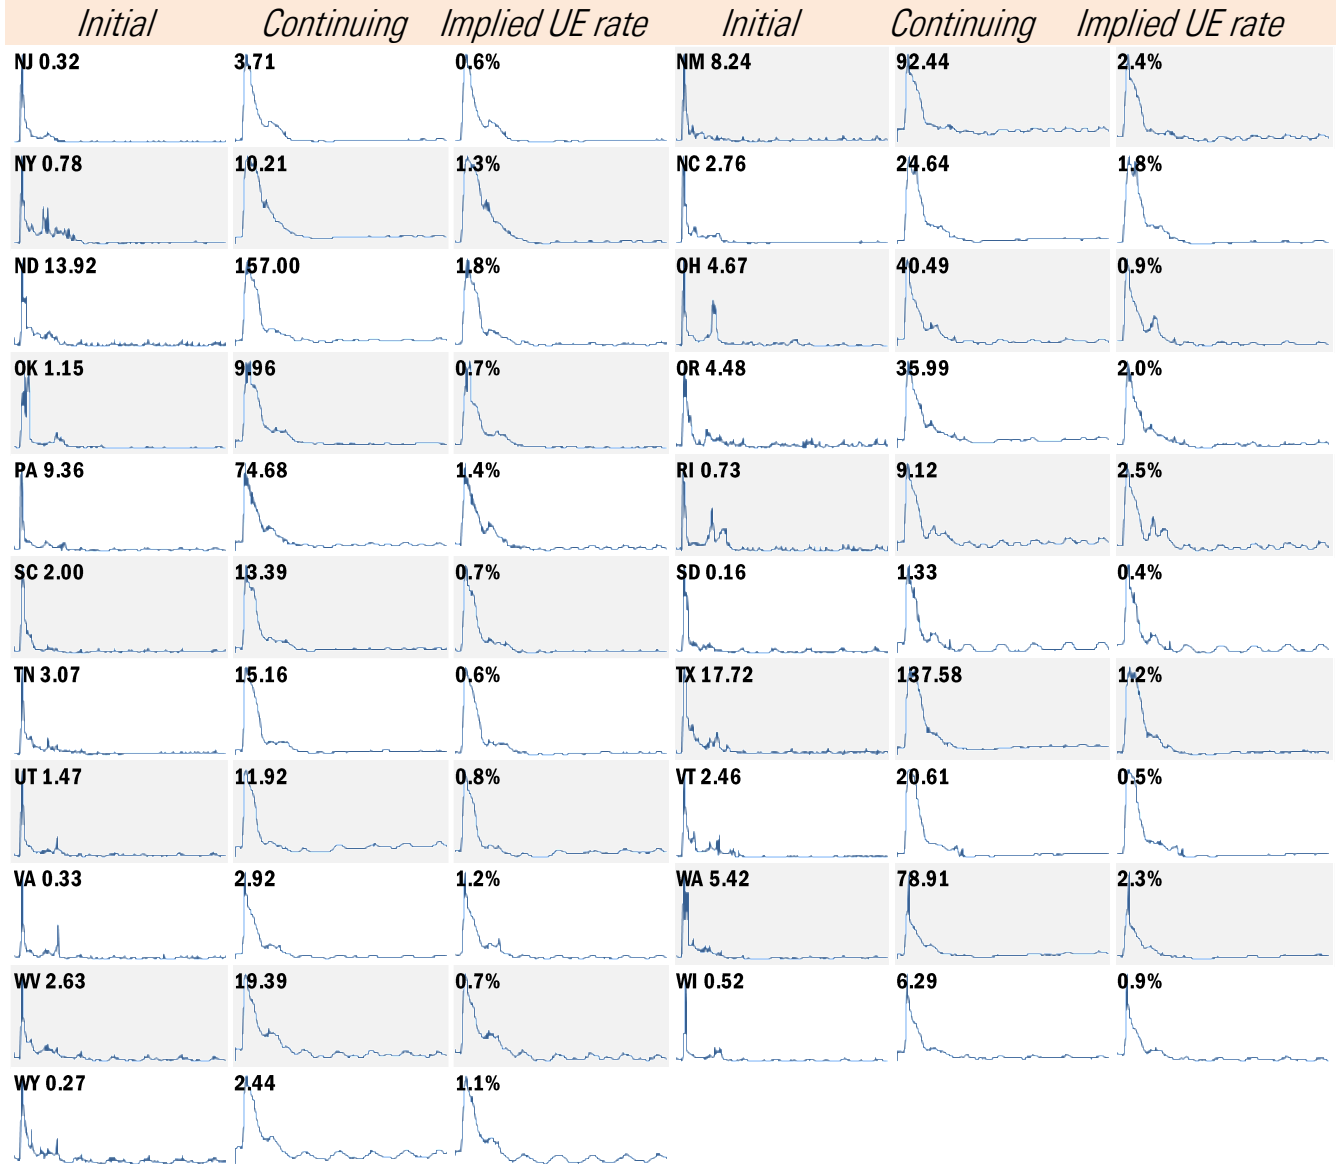 Initial Continuing Implied UE rate Initial Continuing Implied UE rate
NJ 0.32 3.71 0.6% NM 8.24 92.44 2.4%
NY 0.78 10.21 1.3% NC 2.76 24.64 1.8%
ND 13.92 157.00 1.8% OH 4.67 40.49 0.9%
OK 1.15 9.96 0.7% OR 4.48 35.99 2.0%
PA 9.36 74.68 1.4% RI 0.73 9.12 2.5%
SC 2.00 13.39 0.7% SD 0.16 1.33 0.4%
TN 3.07 15.16 0.6% TX 17.72 137.58 1.2%
UT 1.47 11.92 0.8% VT 2.46 20.61 0.5%
VA 0.33 2.92 1.2% WA 5.42 78.91 2.3%
WV 2.63 19.39 0.7% WI 0.52 6.29 0.9%
WY 0.27 2.44 1.1%